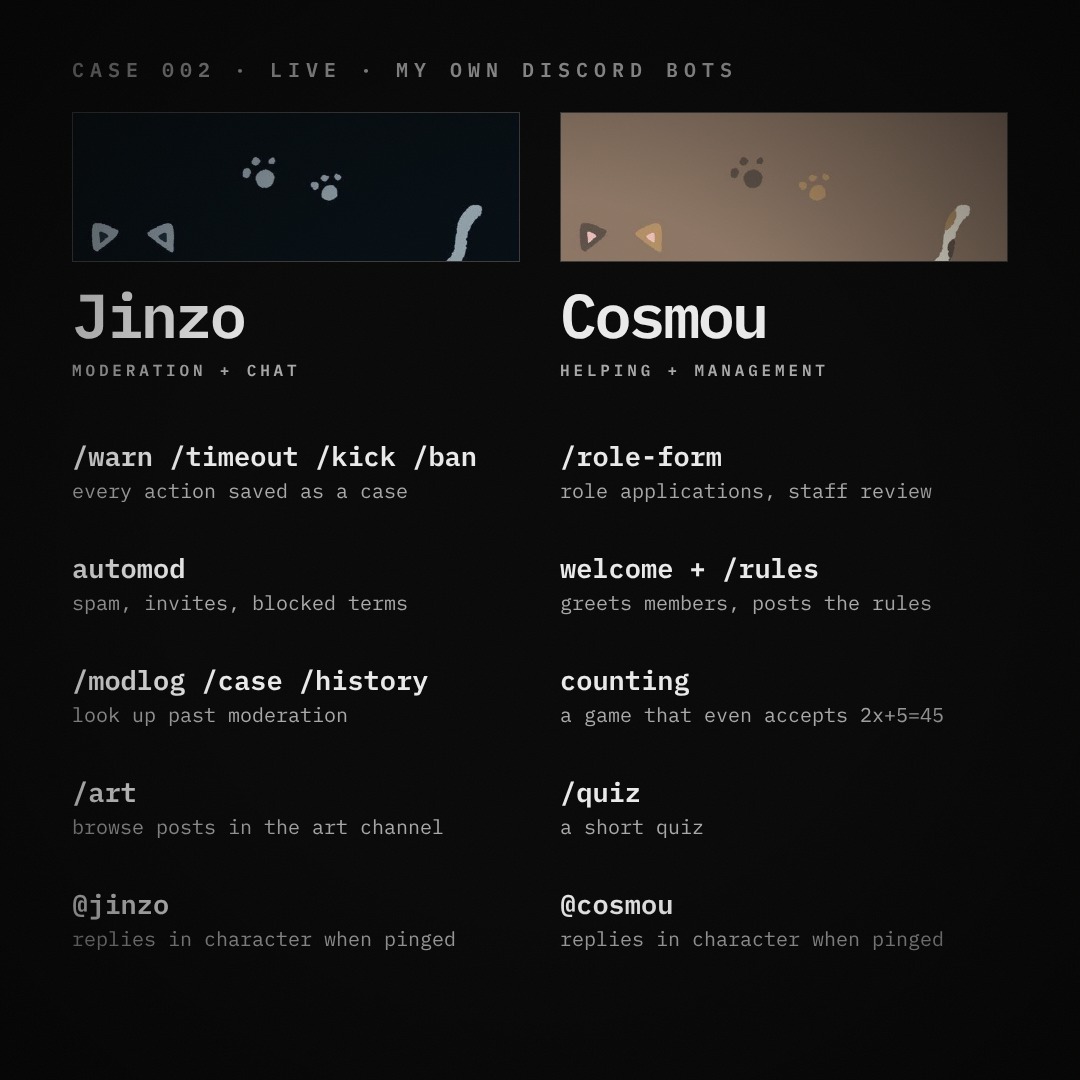 CASE 002 · LIVE · MY OWN DISCORD BOTS
Jinzo
MODERATION + CHAT
/warn /timeout /kick /ban
every action saved as a case
automod
spam, invites, blocked terms
/modlog /case /history
look up past moderation
/art
browse posts in the art channel
@jinzo
replies in character when pinged
Cosmou
HELPING + MANAGEMENT
/role-form
role applications, staff review
welcome + /rules
greets members, posts the rules
counting
a game that even accepts 2x+5=45
/quiz
a short quiz
@cosmou
replies in character when pinged